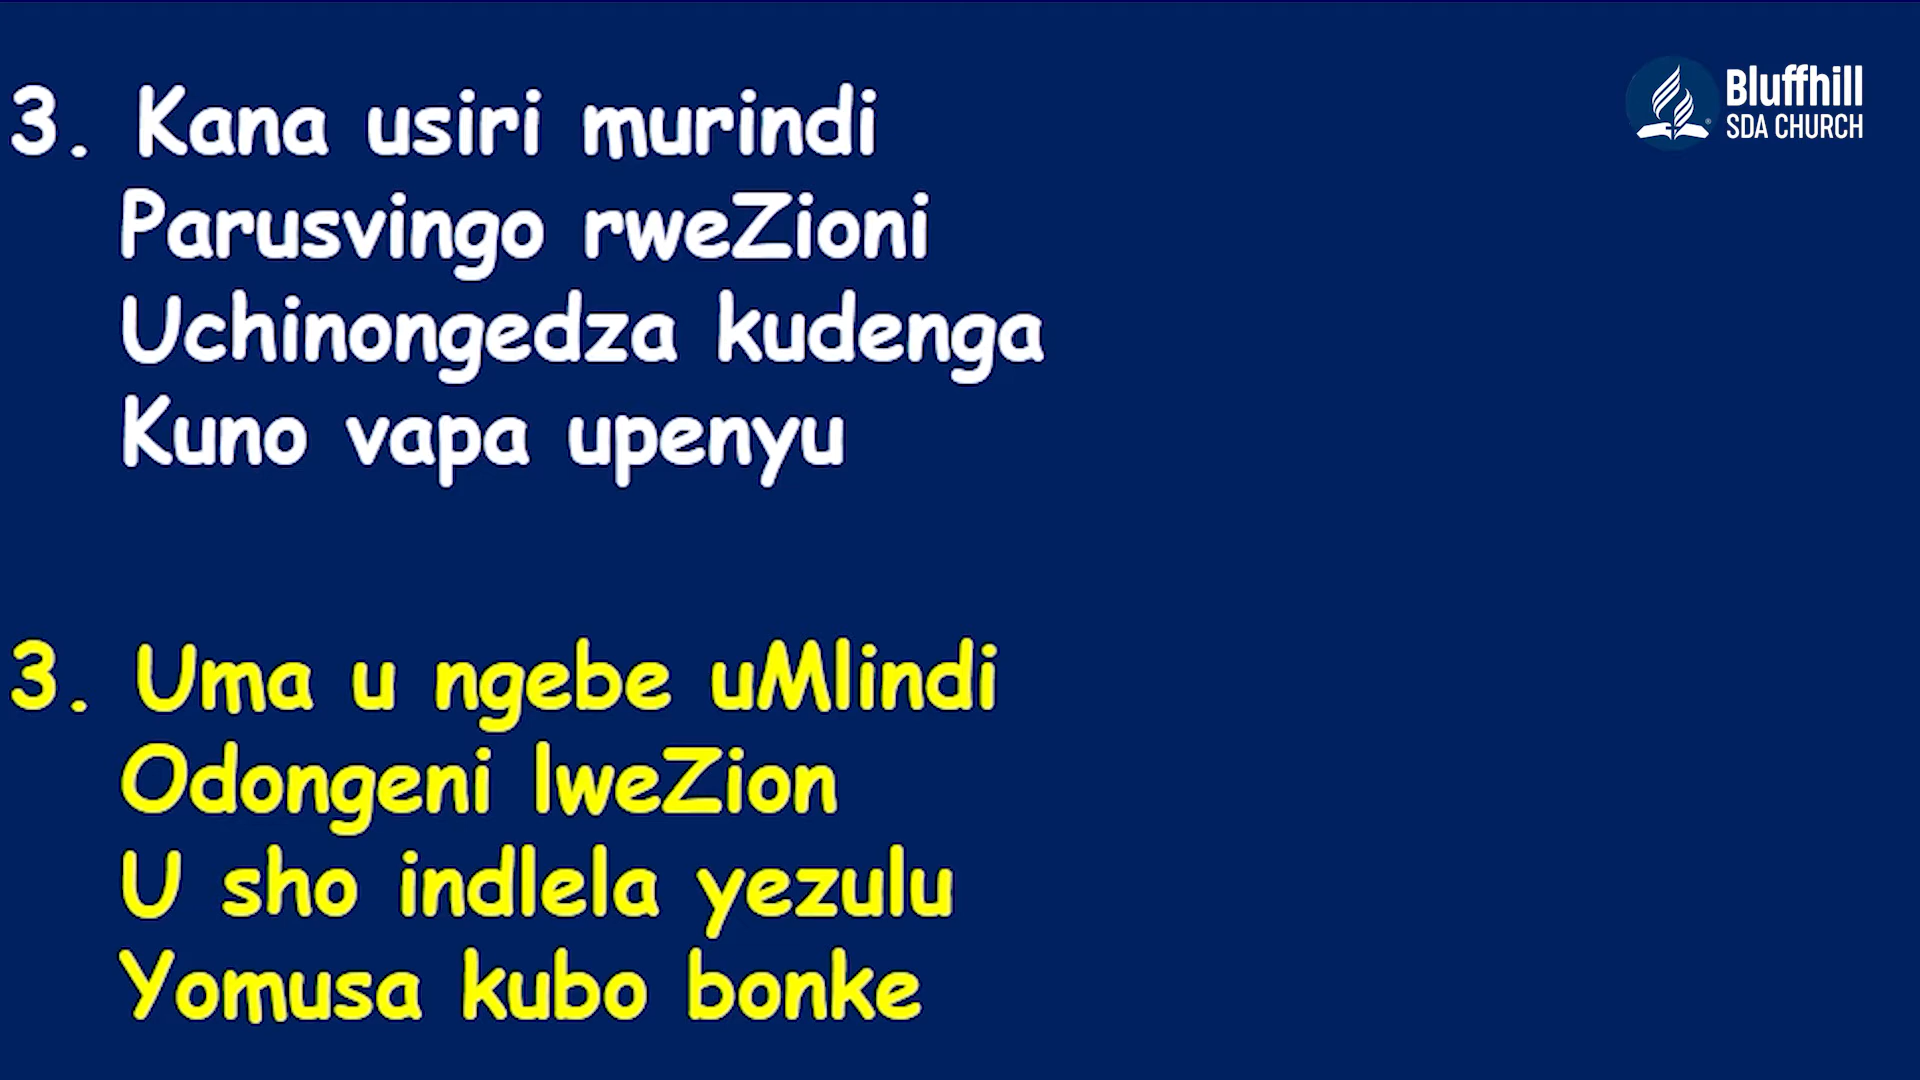 3. Kana usiri murindi
Parusvingo rweZioni
Uchinongedza kudenga
Kuno vapa upenyu
3. Uma u ngebe uMlindi
Odongeni lweZion
U sho indlela yezulu
Yomusa kubo bonke
Bluffhill
SDA CHURCH